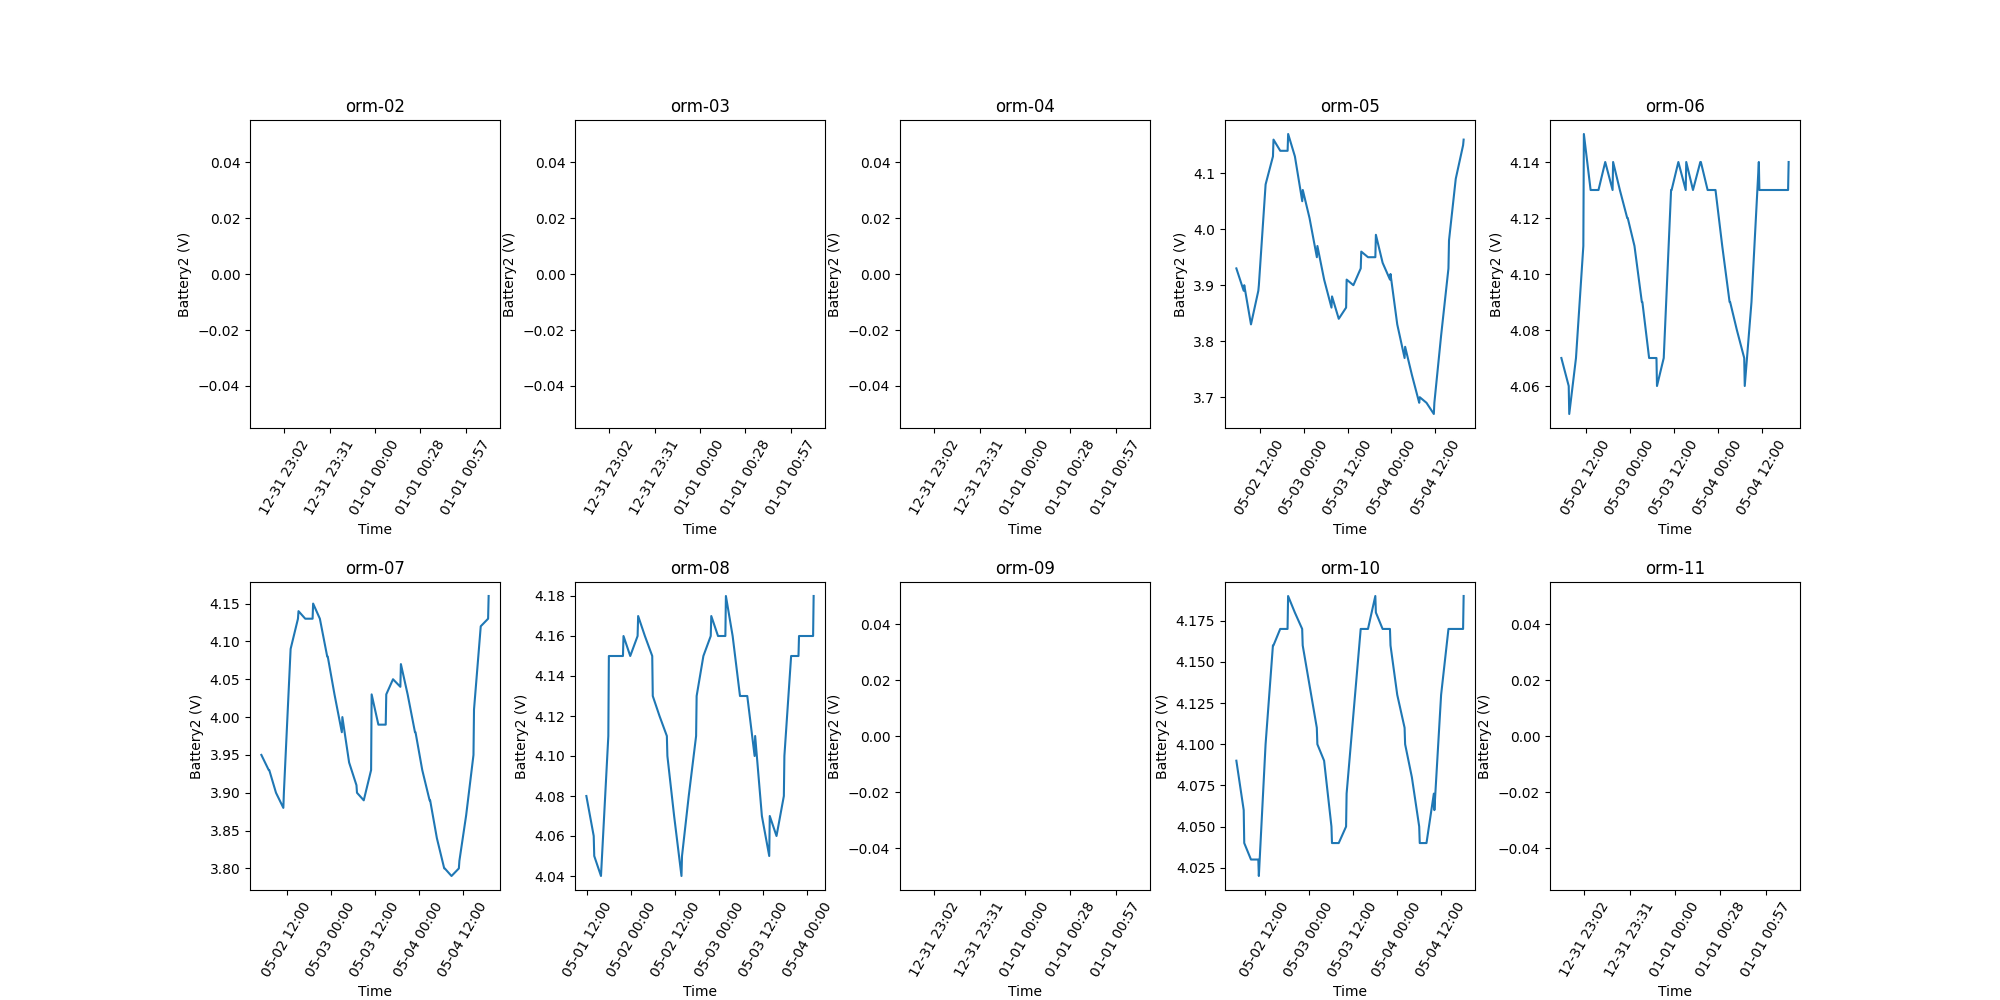 orm-02 orm-03 orm-04 orm-05 orm-06
Battery2 (V) Battery2 (V) Battery2 (V) Battery2 (V) Battery2 (V)
0.04 0.04 0.04 4.1 4.14
0.02 0.02 0.02 4.0 4.12
0.00 0.00 0.00 3.9 4.10
−0.02 −0.02 −0.02 3.8 4.08
−0.04 −0.04 −0.04 3.7 4.06
12-31 23:02 12-31 23:31 01-01 00:00 01-01 00:28 01-01 00:57 12-31 23:02 12-31 23:31 01-01 00:00 01-01 00:28 01-01 00:57 12-31 23:02 12-31 23:31 01-01 00:00 01-01 00:28 01-01 00:57 05-02 12:00 05-03 00:00 05-03 12:00 05-04 00:00 05-04 12:00 05-02 12:00 05-03 00:00 05-03 12:00 05-04 00:00 05-04 12:00
Time Time Time Time Time
orm-07 orm-08 orm-09 orm-10 orm-11
Battery2 (V) Battery2 (V) Battery2 (V) Battery2 (V) Battery2 (V)
4.15 4.10 4.05 4.00 3.95 3.90 3.85 3.80
4.18 4.16 4.14 4.12 4.10 4.08 4.06 4.04
0.04 0.02 0.00 −0.02 −0.04
4.175 4.150 4.125 4.100 4.075 4.050 4.025
0.04 0.02 0.00 −0.02 −0.04
05-02 12:00 05-03 00:00 05-03 12:00 05-04 00:00 05-04 12:00 05-01 12:00 05-02 00:00 05-02 12:00 05-03 00:00 05-03 12:00 05-04 00:00 12-31 23:02 12-31 23:31 01-01 00:00 01-01 00:28 01-01 00:57 05-02 12:00 05-03 00:00 05-03 12:00 05-04 00:00 05-04 12:00 12-31 23:02 12-31 23:31 01-01 00:00 01-01 00:28 01-01 00:57
Time Time Time Time Time